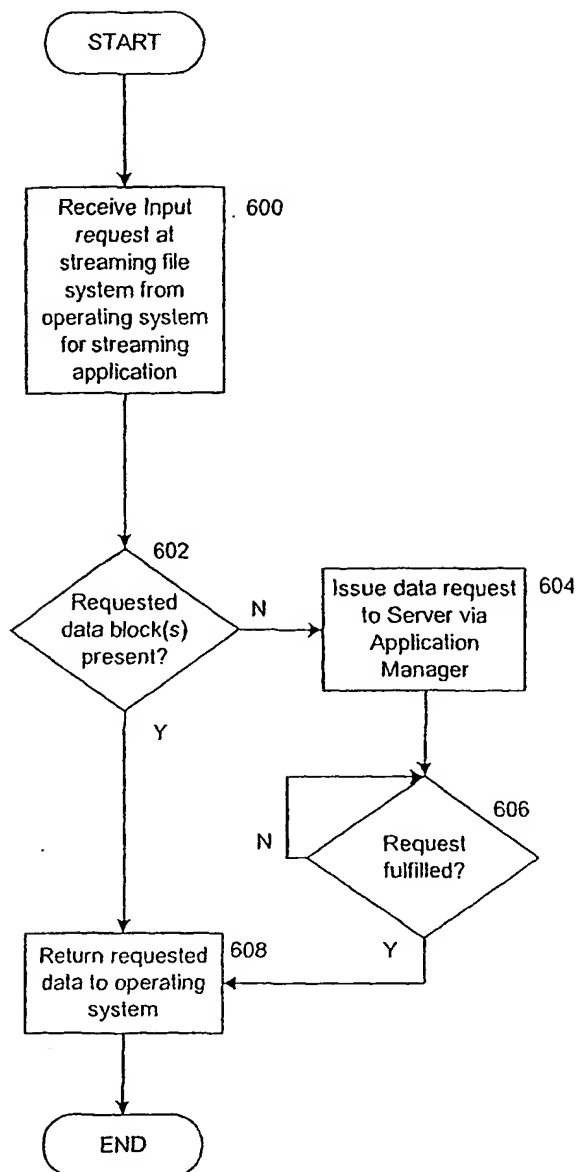 START
Receive Input
request at
streaming file
system from
operating system
for streaming
application
600
602
Requested
data block(s)
present?
N
Y
Issue data request
to Server via
Application
Manager
604
606
Request
fulfilled?
N
Y
Return requested
data to operating
system
608
END